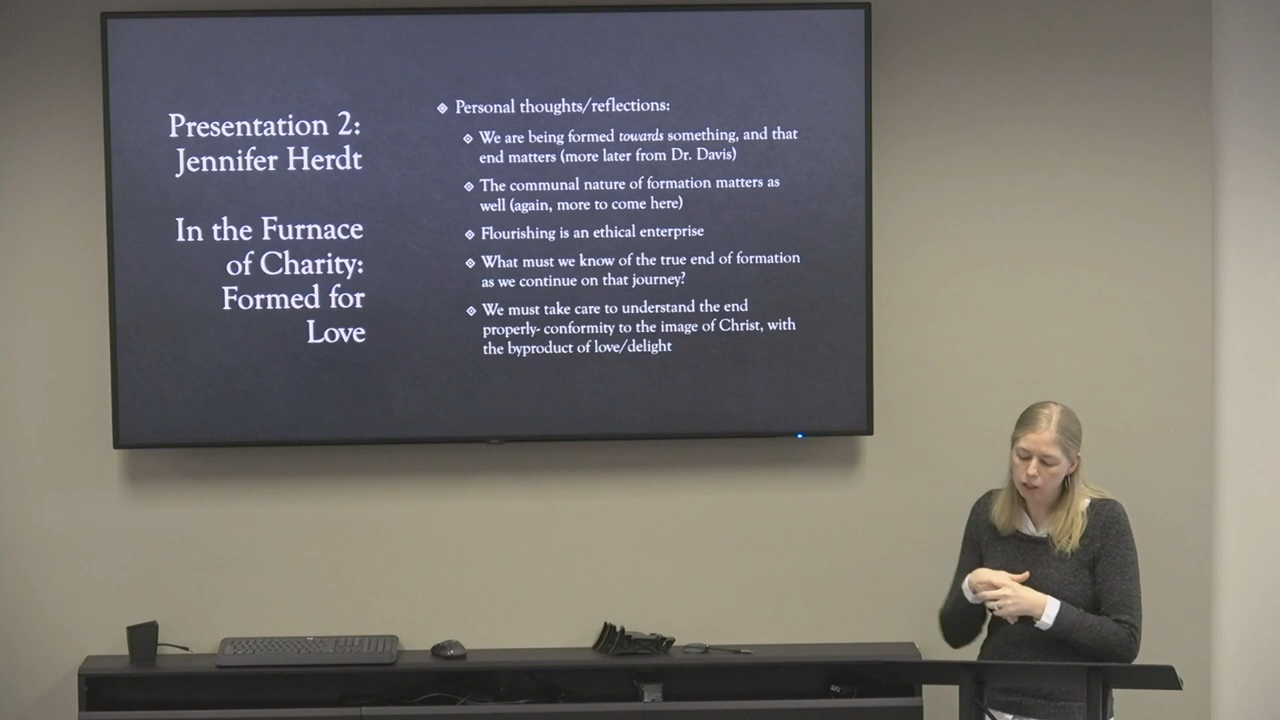 Presentation 2:
Jennifer Herdt
In the Furnace
of Charity:
Formed for
Love
Personal thoughts/reflections:
We are being formed towards something, and that
end matters (more later from Dr. Davis)
The communal nature of formation matters as
well (again, more to come here)
Flourishing is an ethical enterprise
What must we know of the true end of formation
as we continue on that journey?
We must take care to understand the end
properly- conformity to the image of Christ, with
the byproduct of love/delight